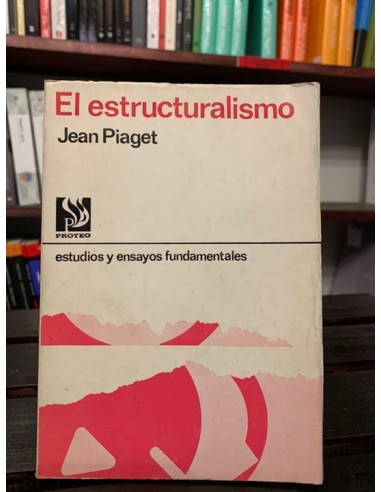 El estructuralismo
Jean Piaget
P
PROTEO
estudios y ensayos fundamentales